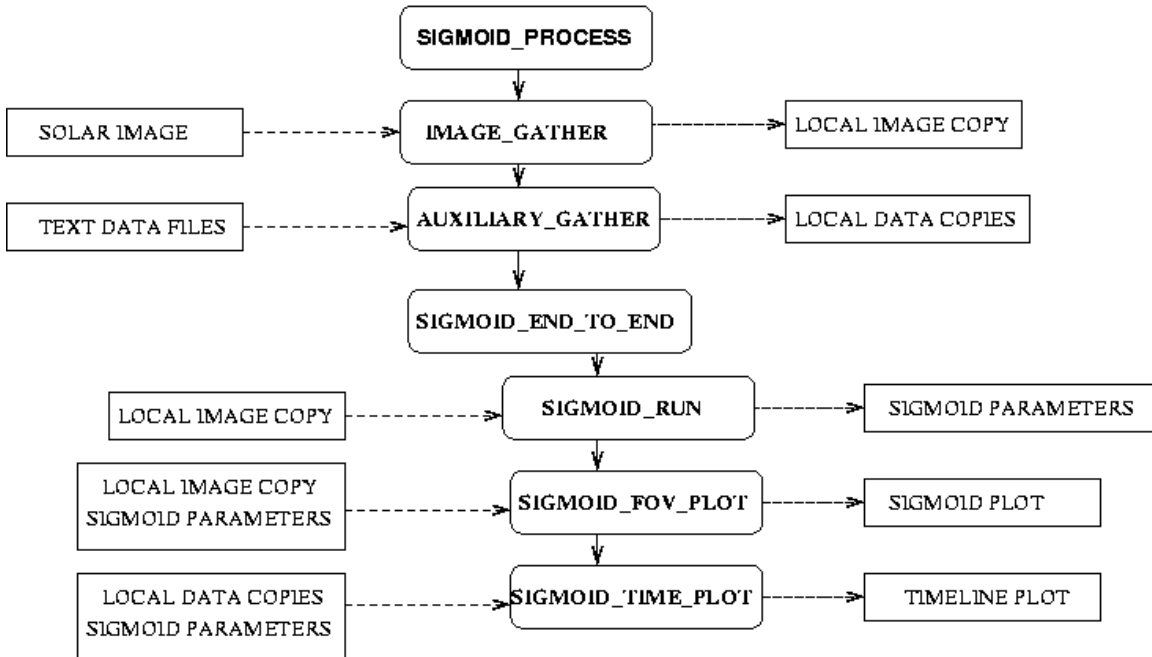 SIGMOID_PROCESS
SOLAR IMAGE
IMAGE_GATHER
LOCAL IMAGE COPY
TEXT DATA FILES
AUXILIARY_GATHER
LOCAL DATA COPIES
SIGMOID_END_TO_END
LOCAL IMAGE COPY
SIGMOID_RUN
SIGMOID PARAMETERS
LOCAL IMAGE COPY
SIGMOID PARAMETERS
SIGMOID_FOV_PLOT
SIGMOID PLOT
LOCAL DATA COPIES
SIGMOID PARAMETERS
SIGMOID_TIME_PLOT
TIMELINE PLOT